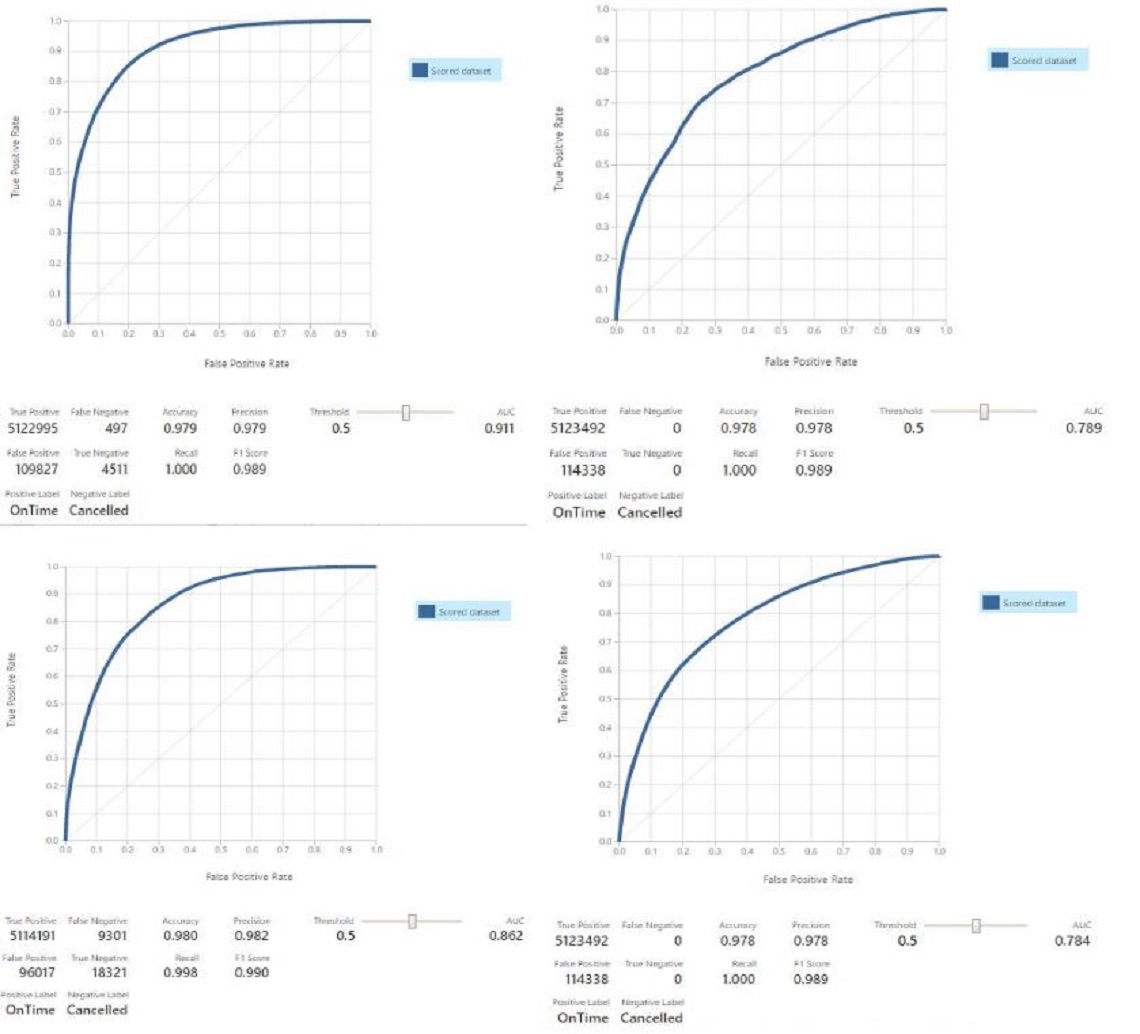 1.0
0.9
0.8
0.7
0.6
0.5
0.4
0.3
0.2
0.1
0.0
True Positive Rate
0.0 0.1 0.2 0.3 0.4 0.5 0.6 0.7 0.8 0.9 1.0
False Positive Rate
Scored dataset
True Positive False Negative Accuracy Precision Threshold AUC
5122995 497 0.979 0.979 0.5 0.911
False Positive True Negative Recall F1 Score
109827 4511 1.000 0.989
Positive Label Negative Label
OnTime Cancelled
1.0
0.9
0.8
0.7
0.6
0.5
0.4
0.3
0.2
0.1
0.0
True Positive Rate
0.0 0.1 0.2 0.3 0.4 0.5 0.6 0.7 0.8 0.9 1.0
False Positive Rate
Scored dataset
True Positive False Negative Accuracy Precision Threshold AUC
5123492 0 0.978 0.978 0.5 0.789
False Positive True Negative Recall F1 Score
114338 0 1.000 0.989
Positive Label Negative Label
OnTime Cancelled
1.0
0.9
0.8
0.7
0.6
0.5
0.4
0.3
0.2
0.1
0.0
True Positive Rate
0.0 0.1 0.2 0.3 0.4 0.5 0.6 0.7 0.8 0.9 1.0
False Positive Rate
Scored dataset
True Positive False Negative Accuracy Precision Threshold AUC
5114191 9301 0.980 0.982 0.5 0.862
False Positive True Negative Recall F1 Score
96017 18321 0.998 0.990
Positive Label Negative Label
OnTime Cancelled
1.0
0.9
0.8
0.7
0.6
0.5
0.4
0.3
0.2
0.1
0.0
True Positive Rate
0.0 0.1 0.2 0.3 0.4 0.5 0.6 0.7 0.8 0.9 1.0
False Positive Rate
Scored dataset
True Positive False Negative Accuracy Precision Threshold AUC
5123492 0 0.978 0.978 0.5 0.784
False Positive True Negative Recall F1 Score
114338 0 1.000 0.989
Positive Label Negative Label
OnTime Cancelled